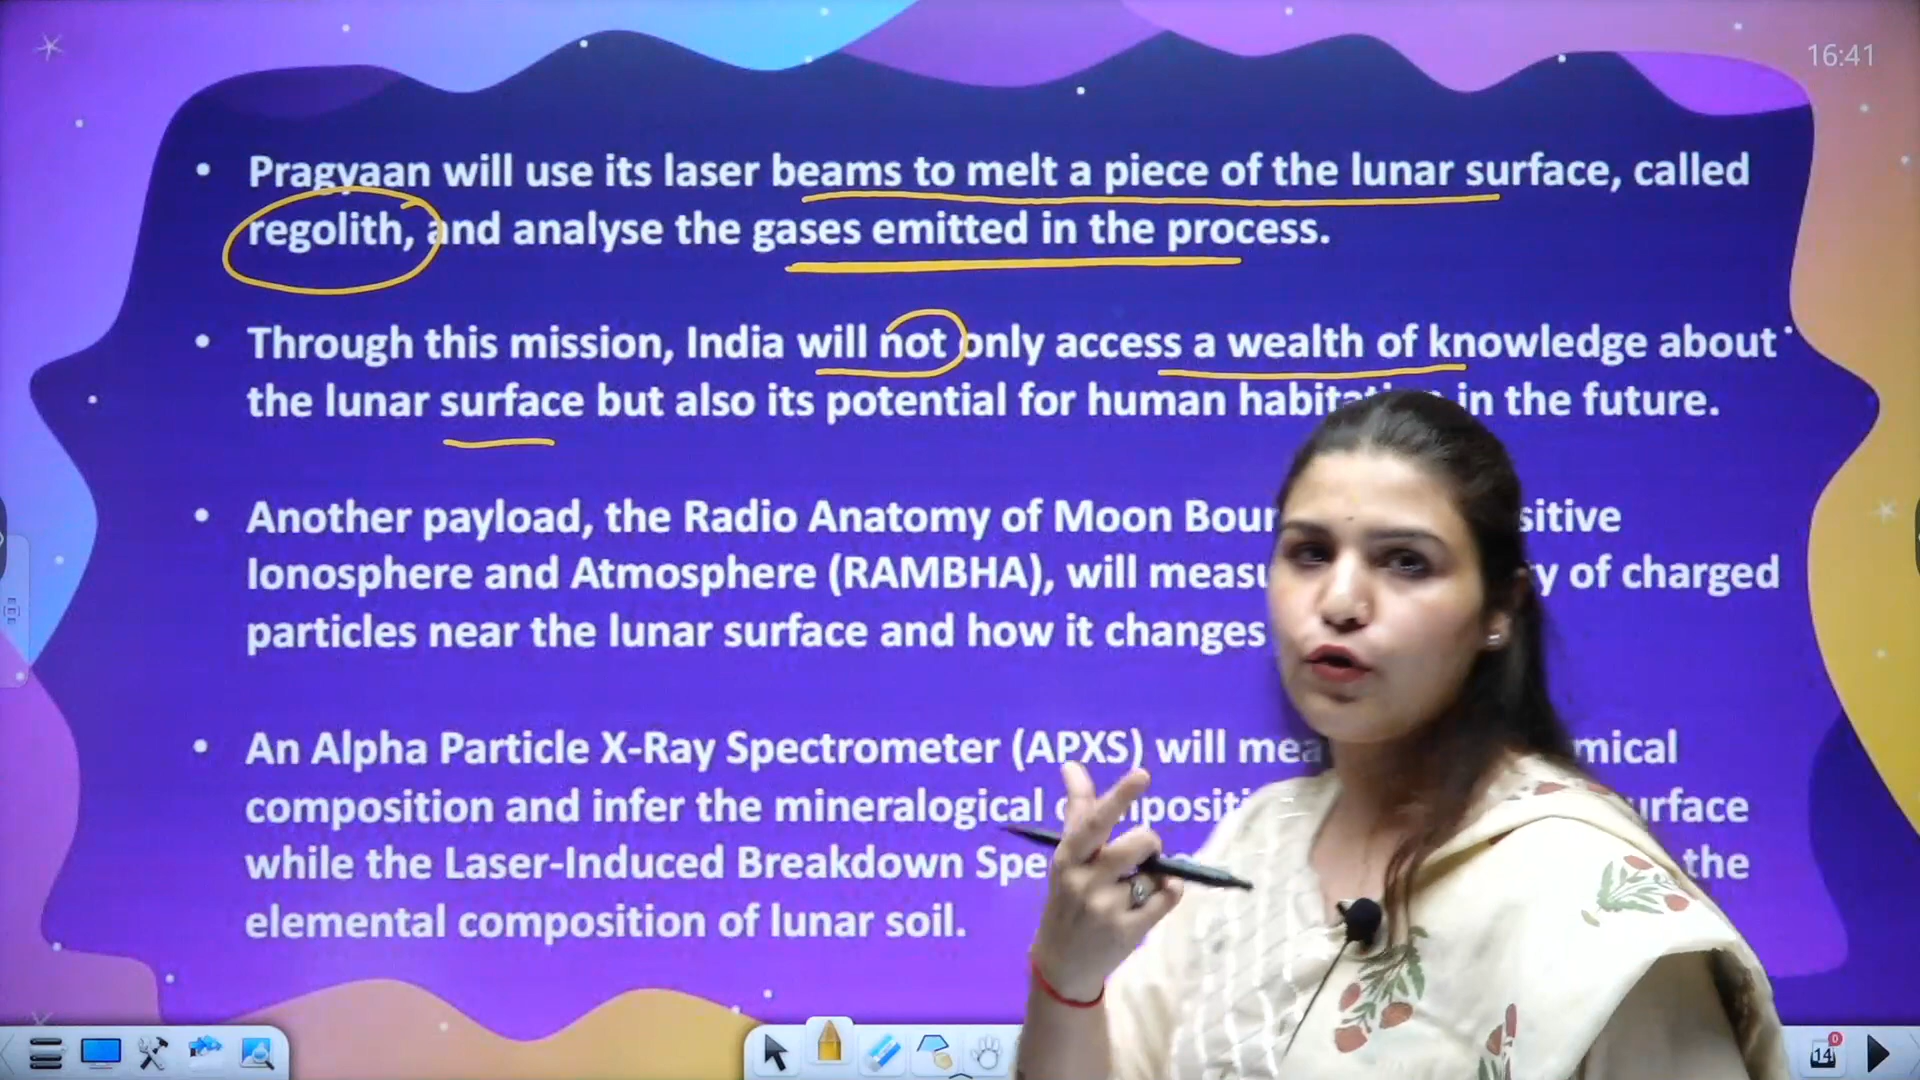 16:41
• Pragyaan will use its laser beams to melt a piece of the lunar surface, called
regolith, and analyse the gases emitted in the process.
• Through this mission, India will not only access a wealth of knowledge about
the lunar surface but also its potential for human in the future.
• Another payload, the Radio Anatomy of Moon
Ionosphere and Atmosphere (RAMBHA), will of charged
particles near the lunar surface and how it changes
• An Alpha Particle X-Ray Spectrometer (APXS) will
composition and infer the mineralogical
while the Laser-Induced Breakdown the
elemental composition of lunar soil.
14
0